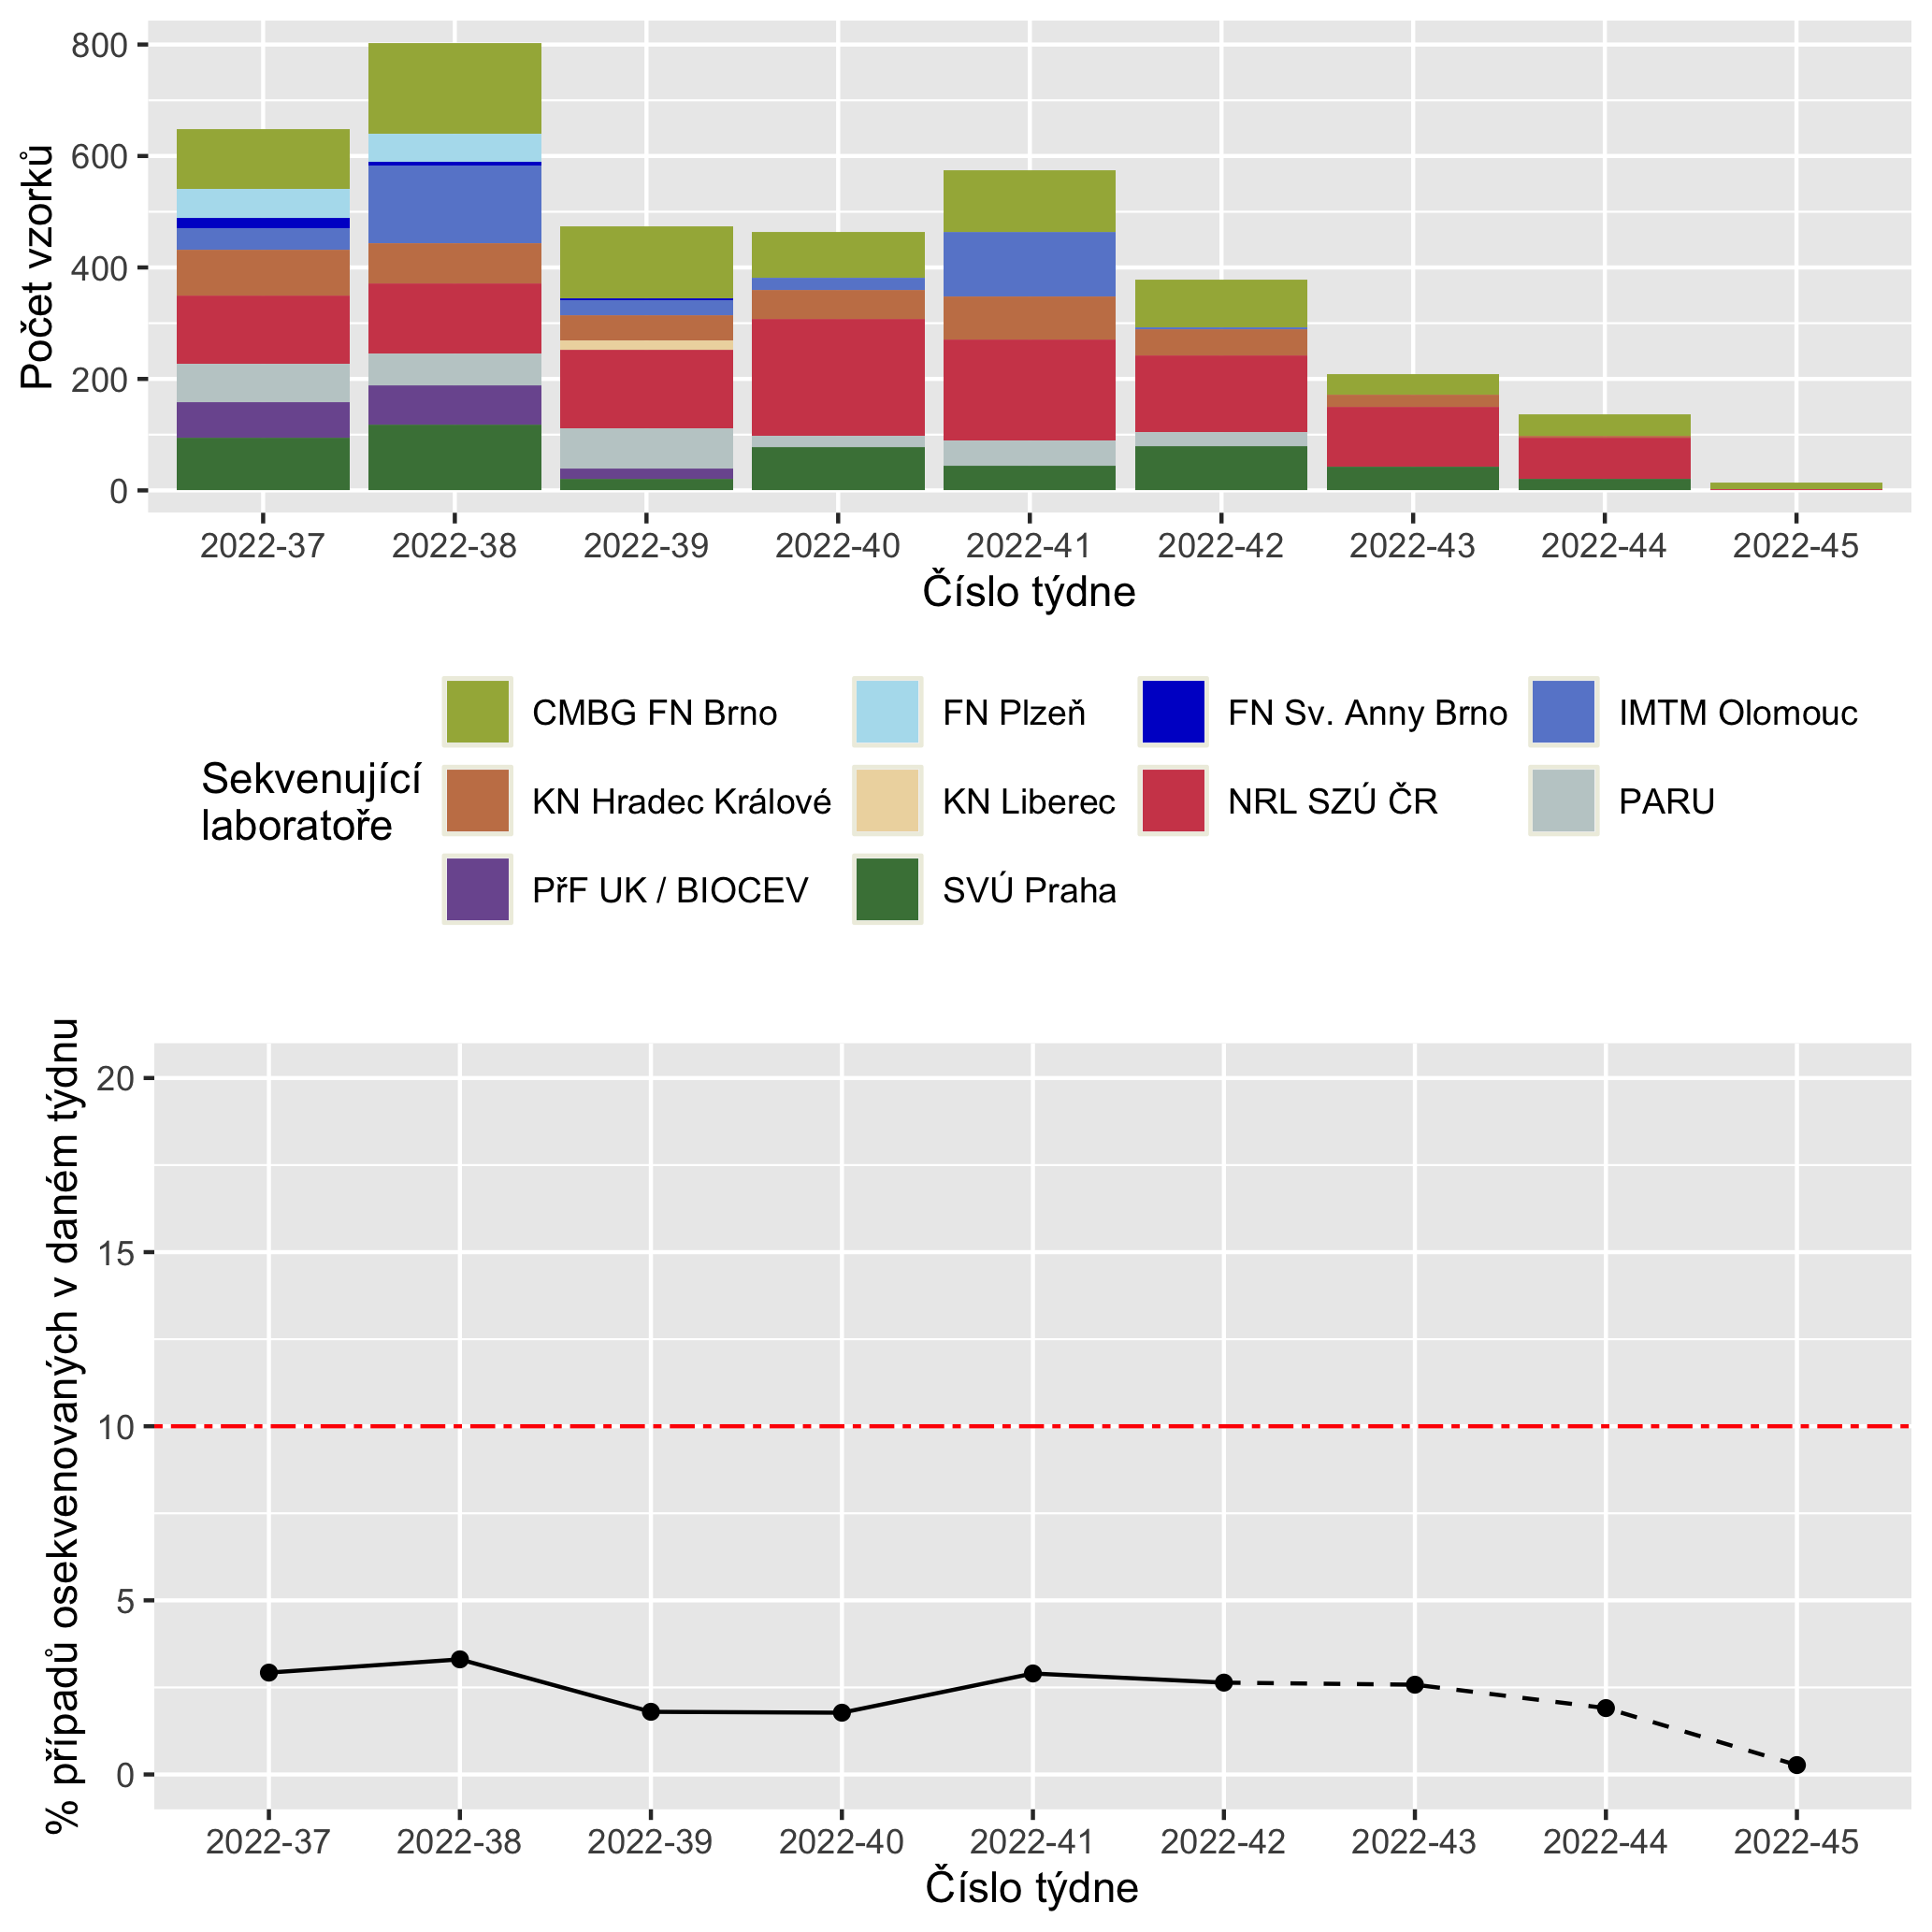 800
600
400
200
0
Počet vzorků
2022-37 2022-38 2022-39 2022-40 2022-41 2022-42 2022-43 2022-44 2022-45
Číslo týdne
Sekvenující
laboratoře
CMBG FN Brno FN Plzeň FN Sv. Anny Brno IMTM Olomouc
KN Hradec Králové KN Liberec NRL SZÚ ČR PARU
PřF UK / BIOCEV SVÚ Praha
20
15
10
5
0
% případů osekvenovaných v daném týdnu
2022-37 2022-38 2022-39 2022-40 2022-41 2022-42 2022-43 2022-44 2022-45
Číslo týdne